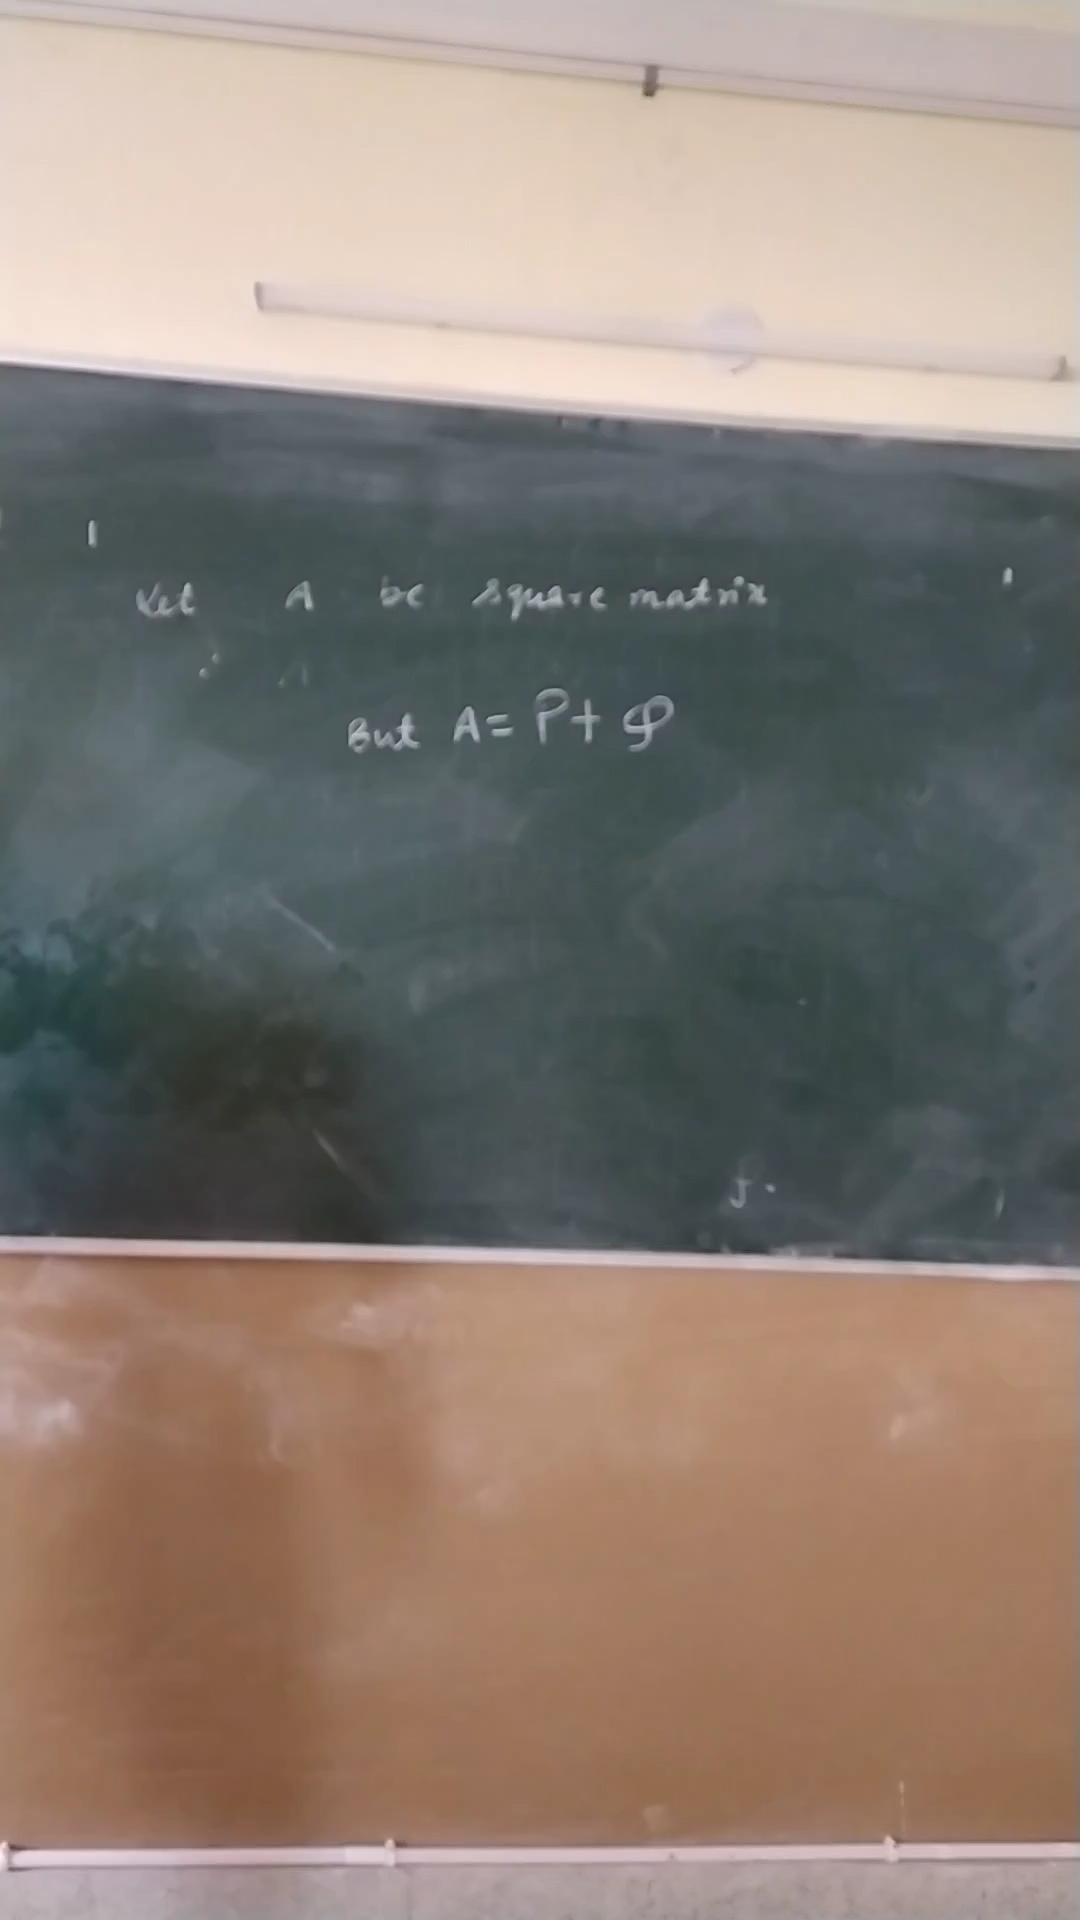 Let A be square matrix
∴ A
But A = P + Q